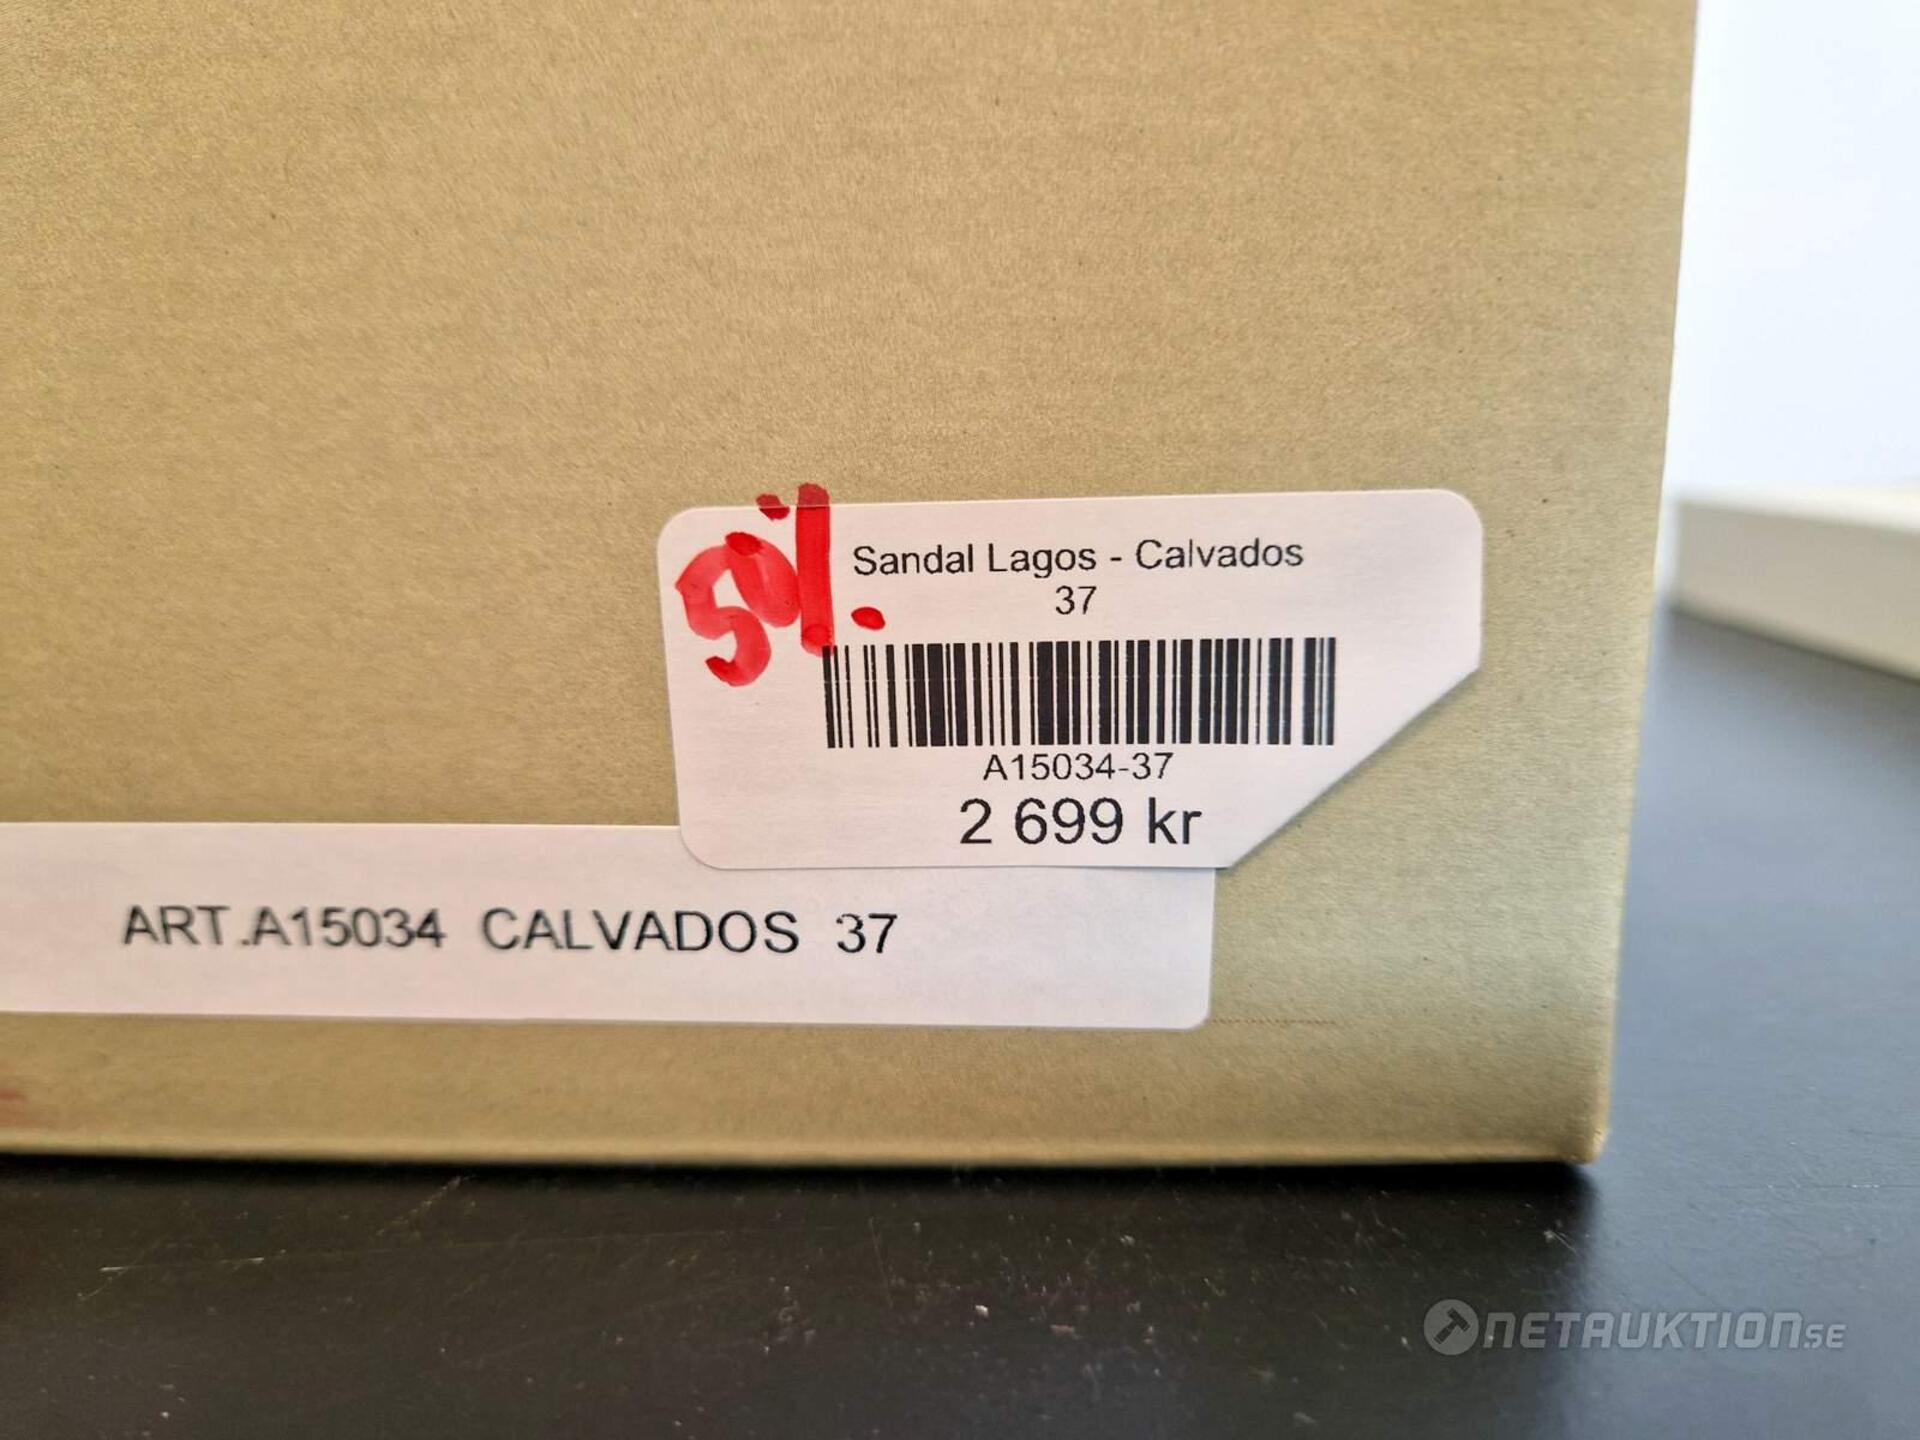 50%
Sandal Lagos - Calvados
37
A15034-37
2 699 kr
ART.A15034 CALVADOS 37
NETAUKTION.SE